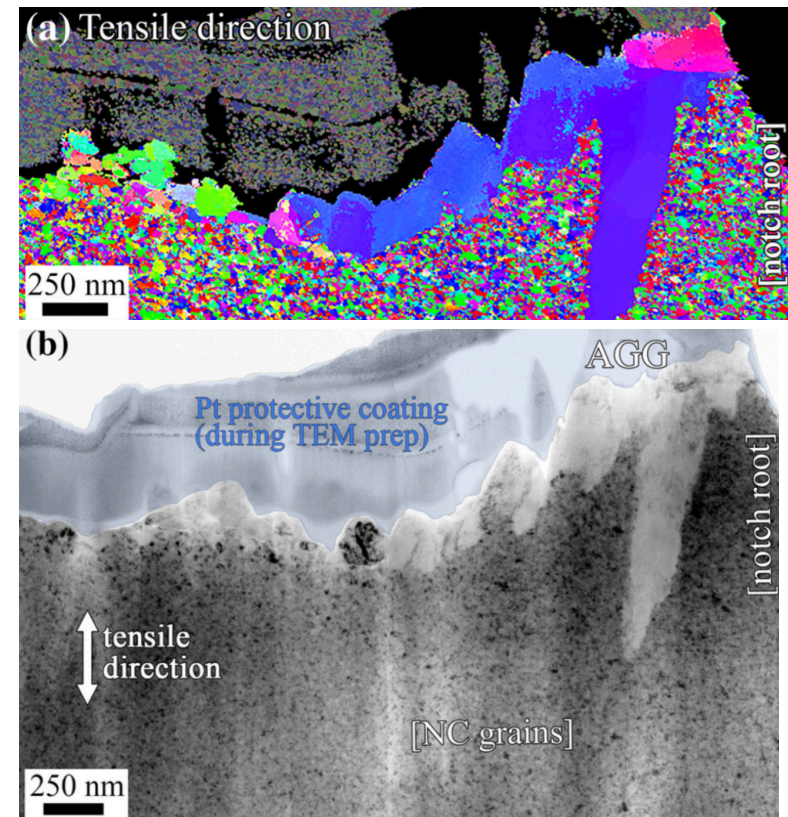 (a) Tensile direction
[notch root]
250 nm
(b)
AGG
Pt protective coating
(during TEM prep)
[notch root]
tensile
direction
[NC grains]
250 nm